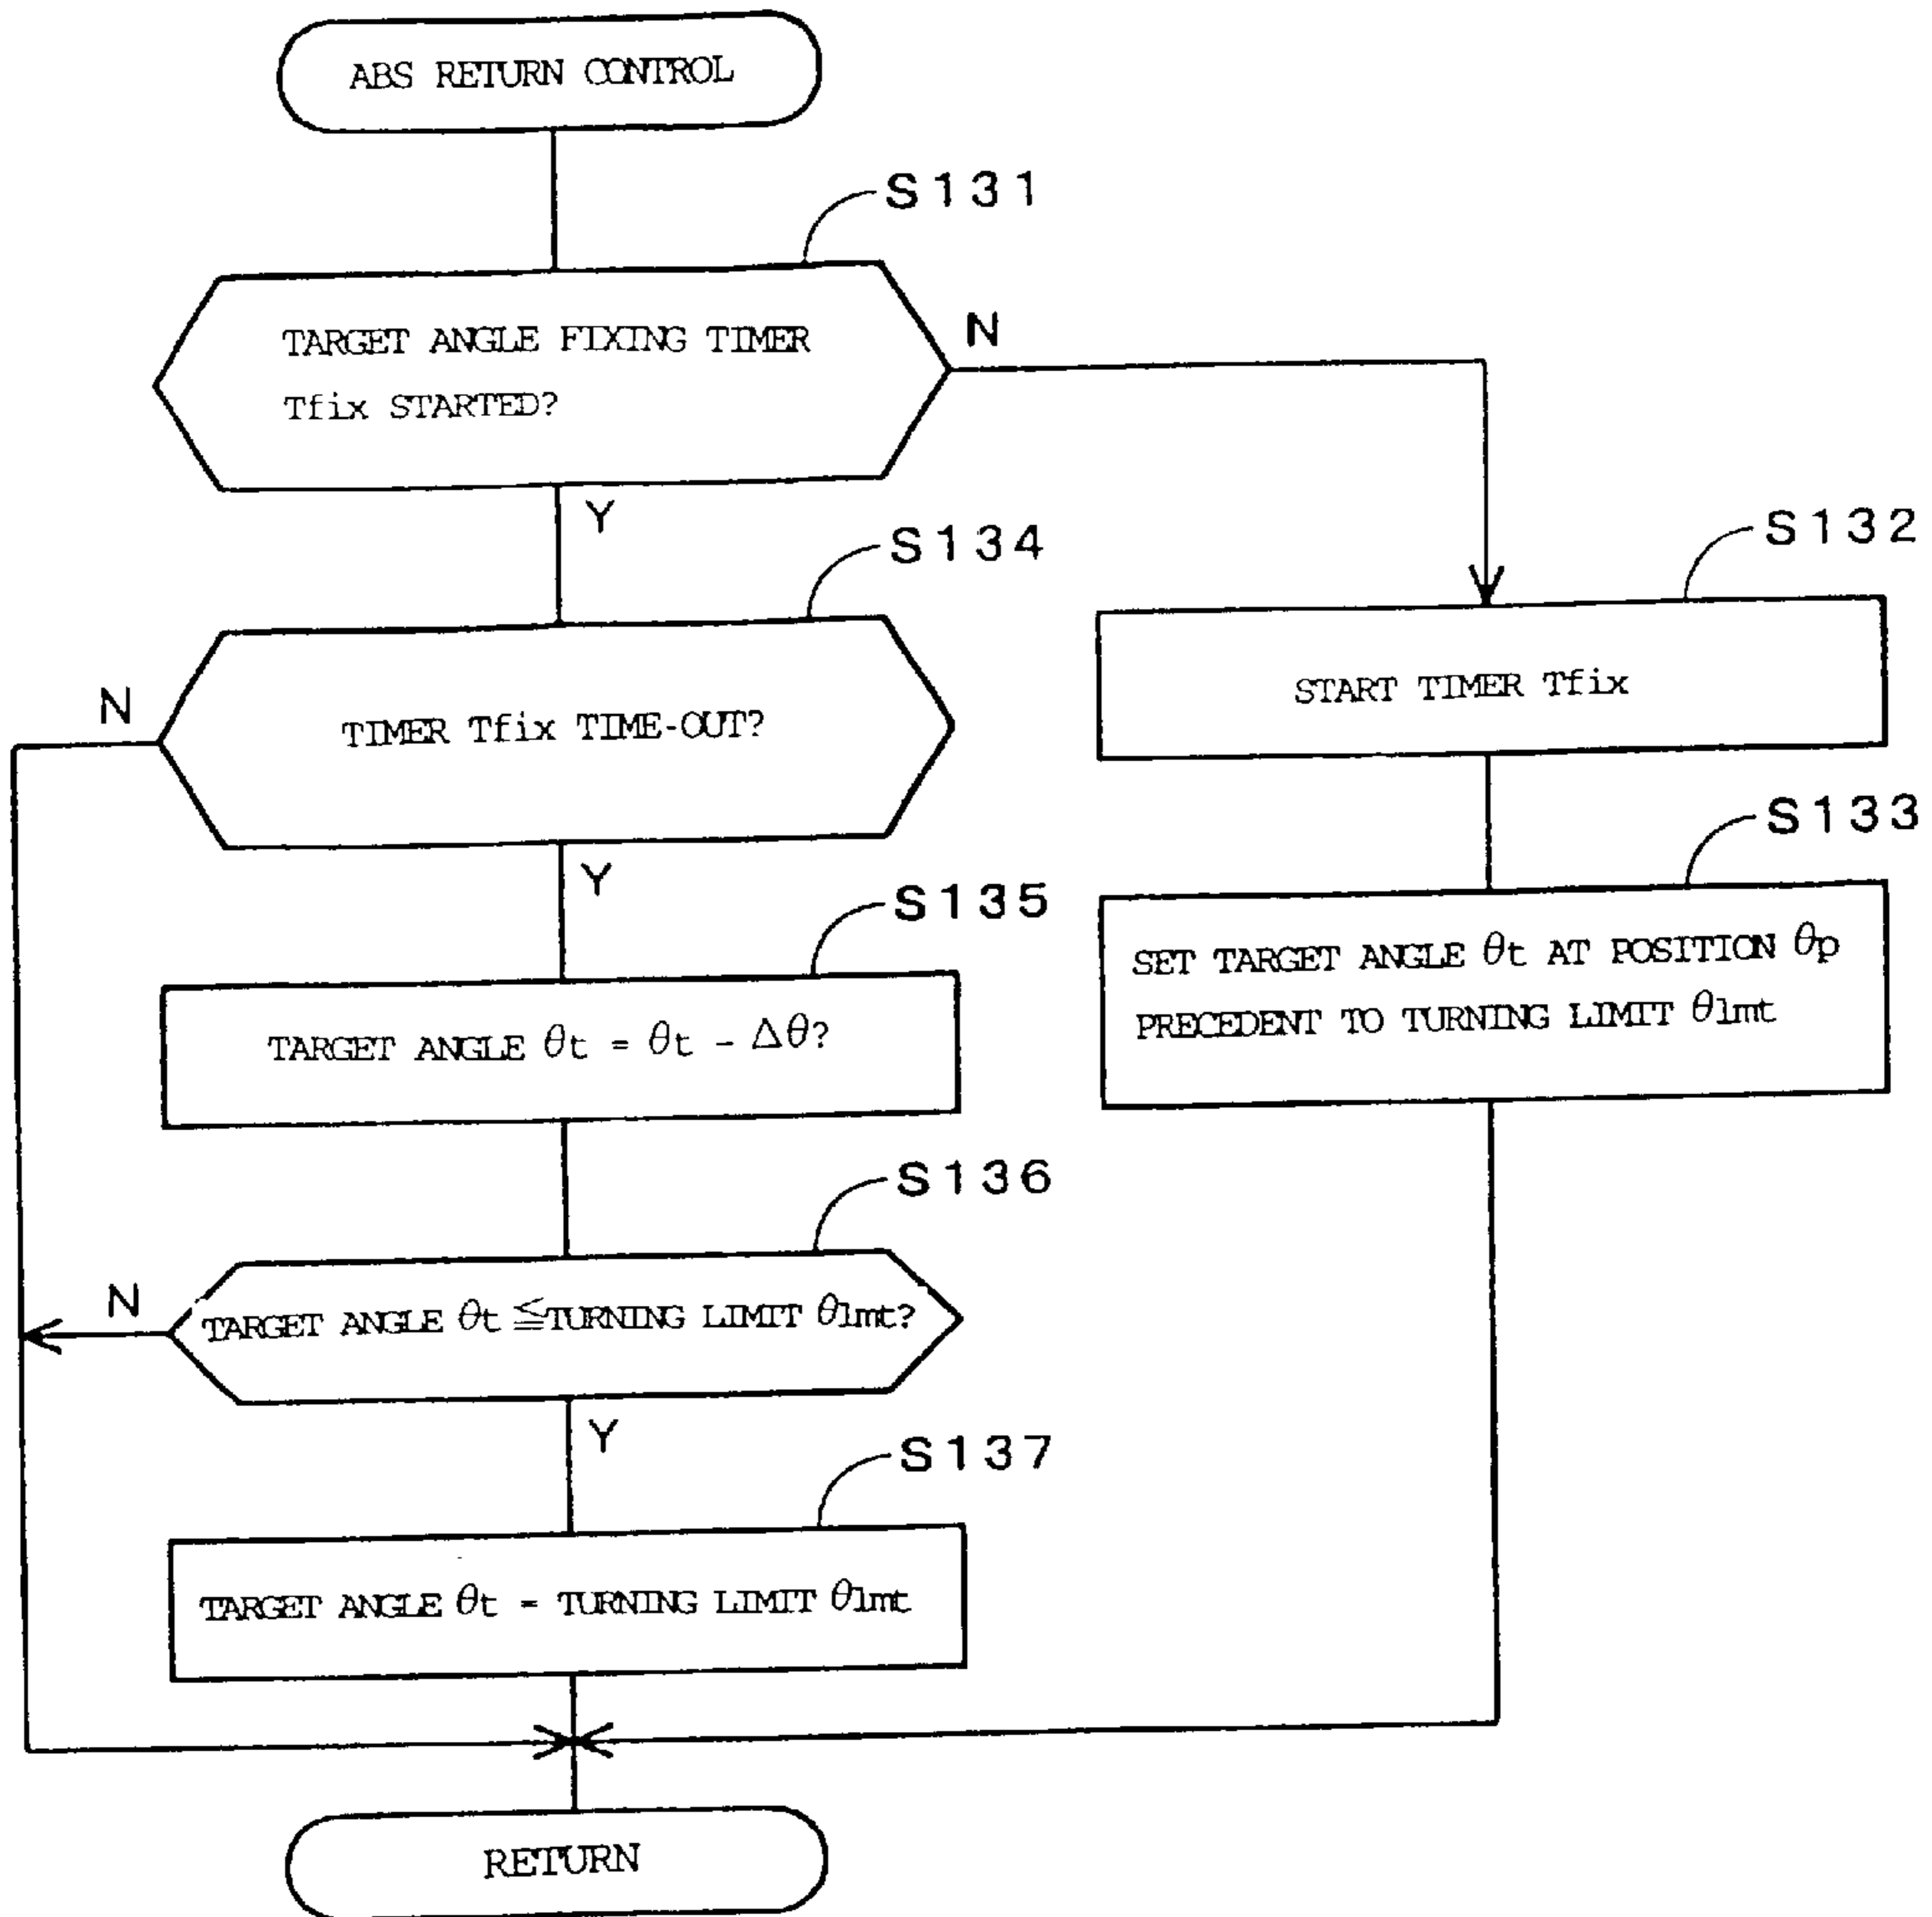 ABS RETURN CONTROL
S131
TARGET ANGLE FIXING TIMER
Tfix STARTED?
N
Y
S132
START TIMER Tfix
S133
SET TARGET ANGLE θt AT POSITION θp
PRECEDENT TO TURNING LIMIT θlmt
S134
TIMER Tfix TIME-OUT?
N
Y
S135
TARGET ANGLE θt = θt - Δθ?
S136
TARGET ANGLE θt ≦TURNING LIMIT θlmt?
N
Y
S137
TARGET ANGLE θt = TURNING LIMIT θlmt
RETURN